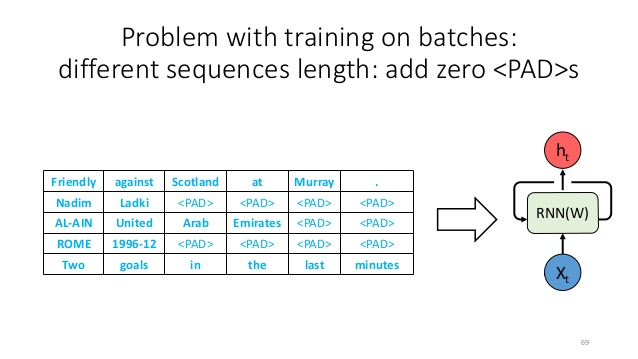 Problem with training on batches:
different sequences length: add zero <PAD>s
Friendly against Scotland at Murray .
Nadim Ladki <PAD> <PAD> <PAD> <PAD>
AL-AIN United Arab Emirates <PAD> <PAD>
ROME 1996-12 <PAD> <PAD> <PAD> <PAD>
Two goals in the last minutes
ht
RNN(W)
Xt
69